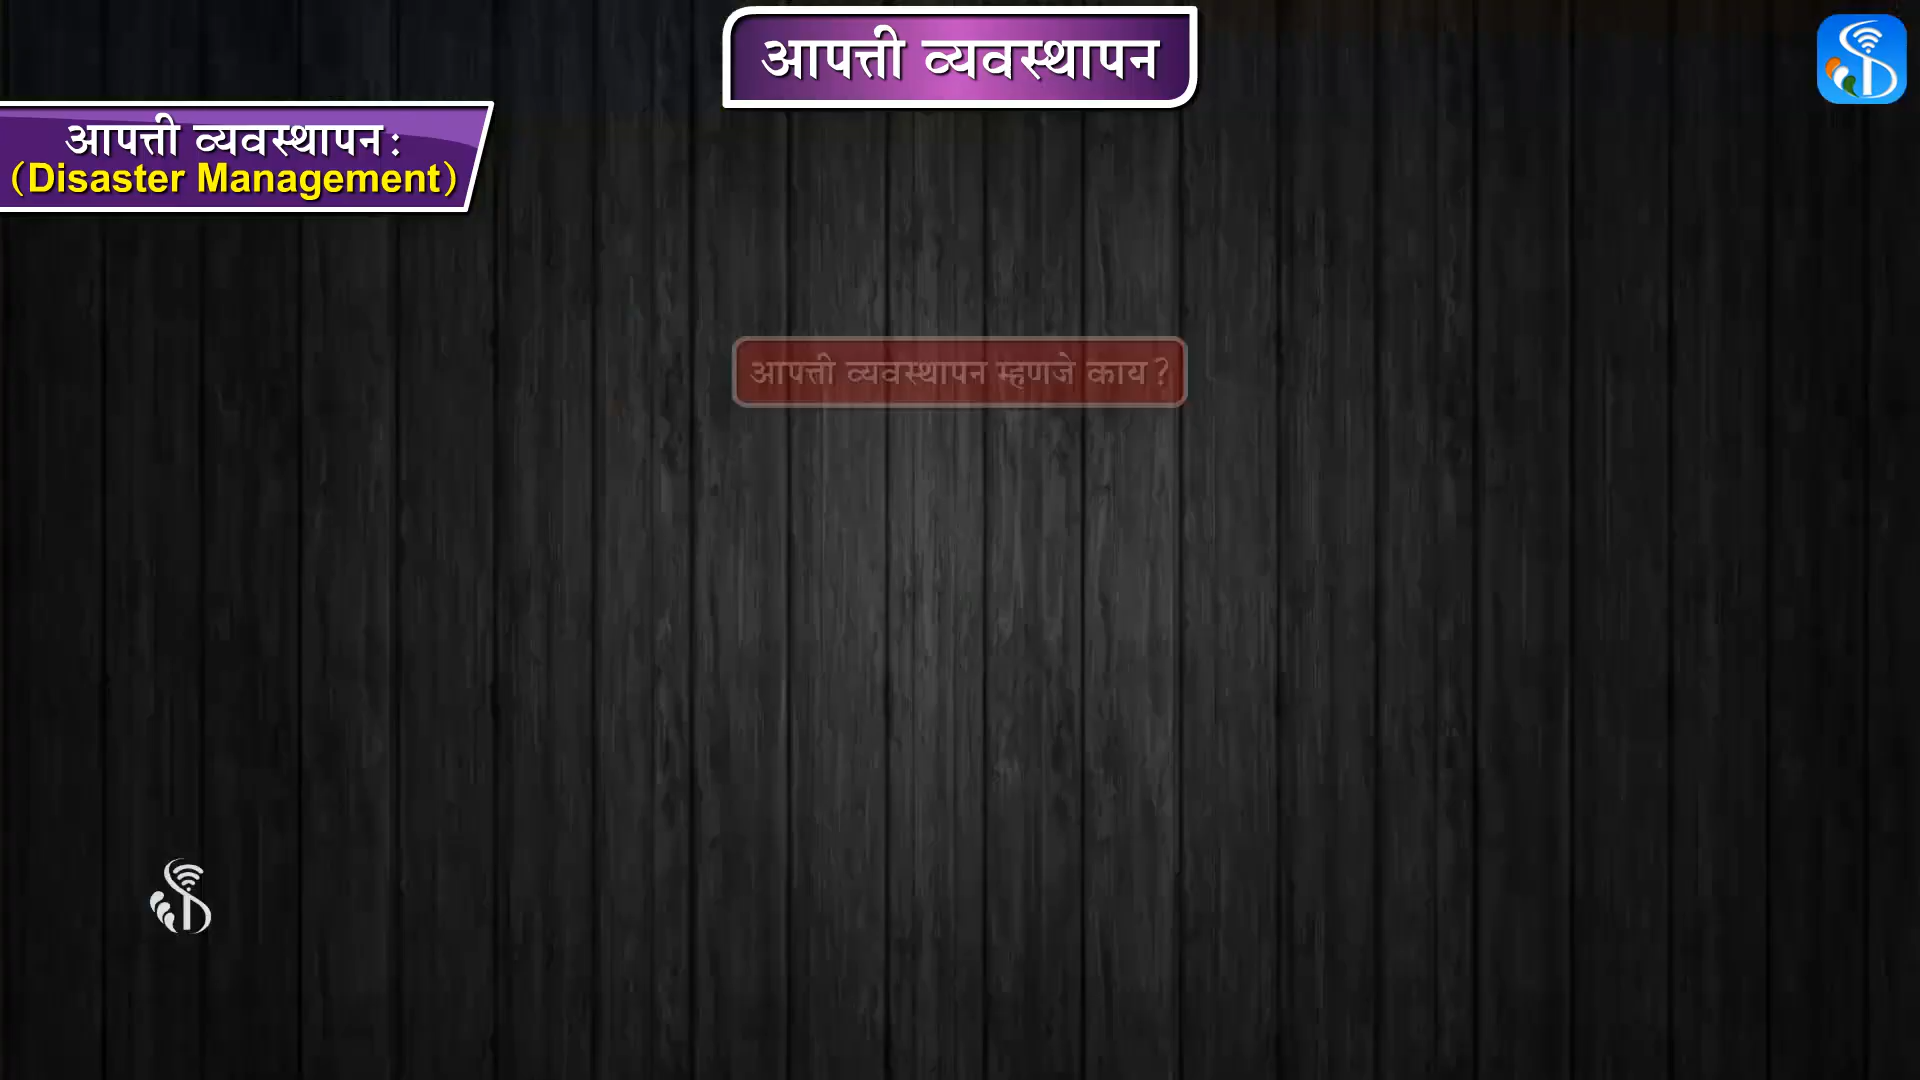 आपत्ती व्यवस्थापन
आपत्ती व्यवस्थापन:
(Disaster Management)
आपत्ती व्यवस्थापन म्हणजे काय?